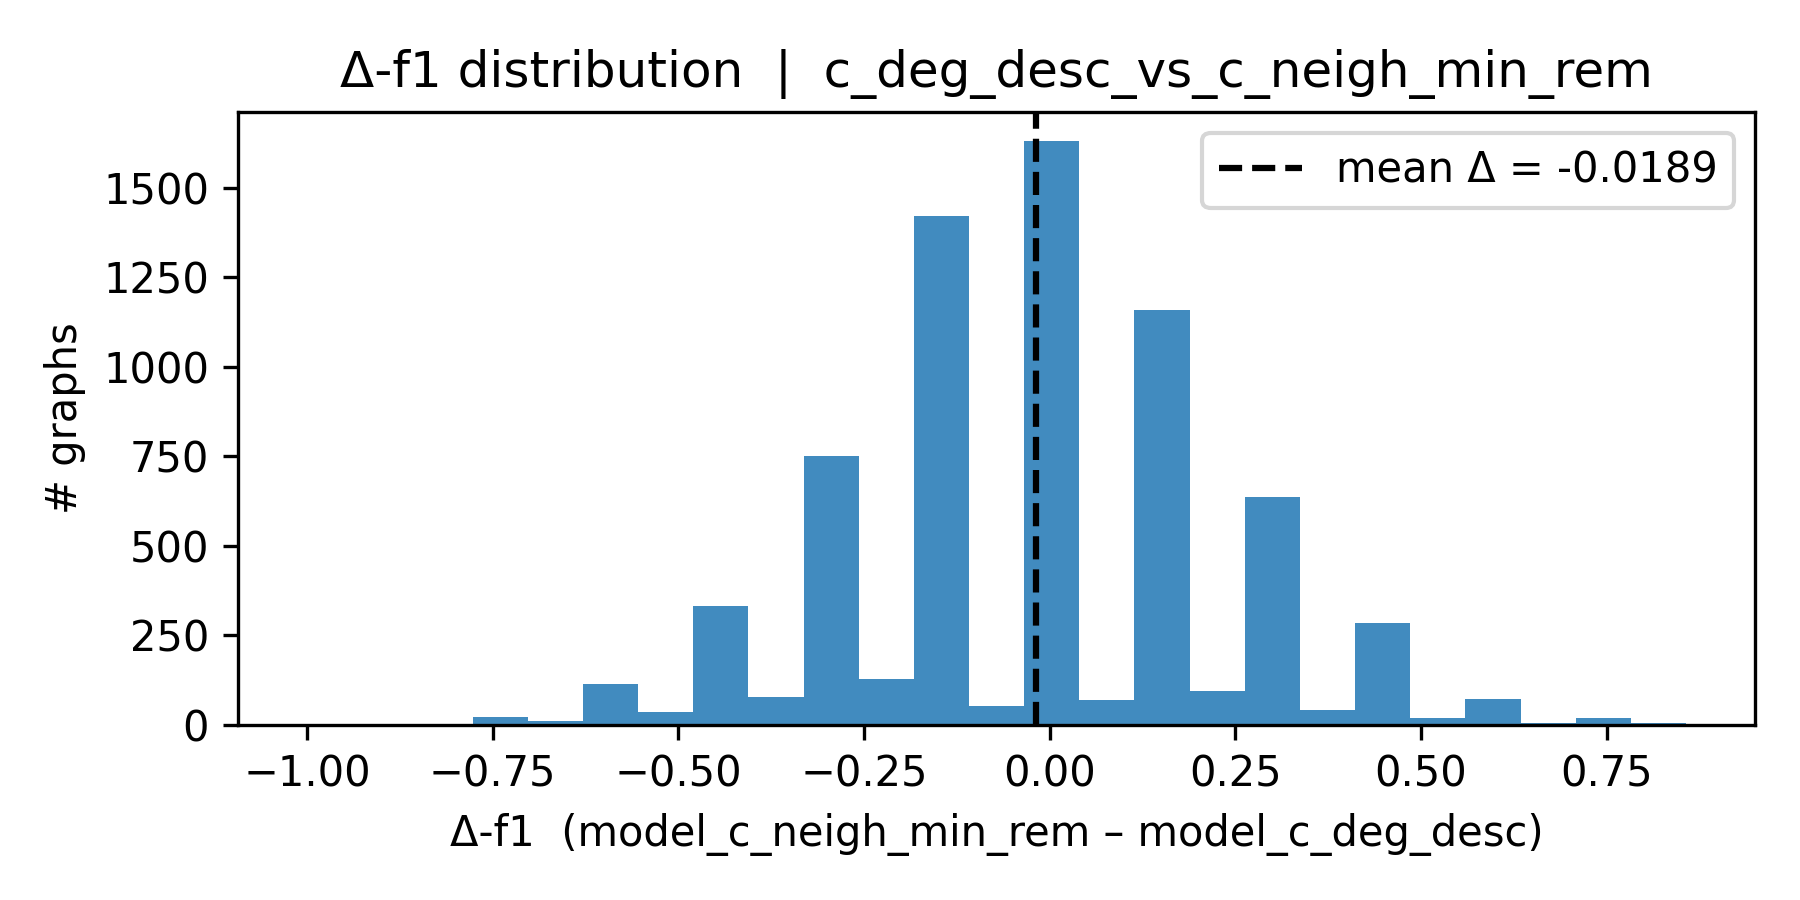 Δ-f1 distribution | c_deg_desc_vs_c_neigh_min_rem
mean Δ = -0.0189
# graphs
1500
1250
1000
750
500
250
0
−1.00 −0.75 −0.50 −0.25 0.00 0.25 0.50 0.75
Δ-f1 (model_c_neigh_min_rem – model_c_deg_desc)